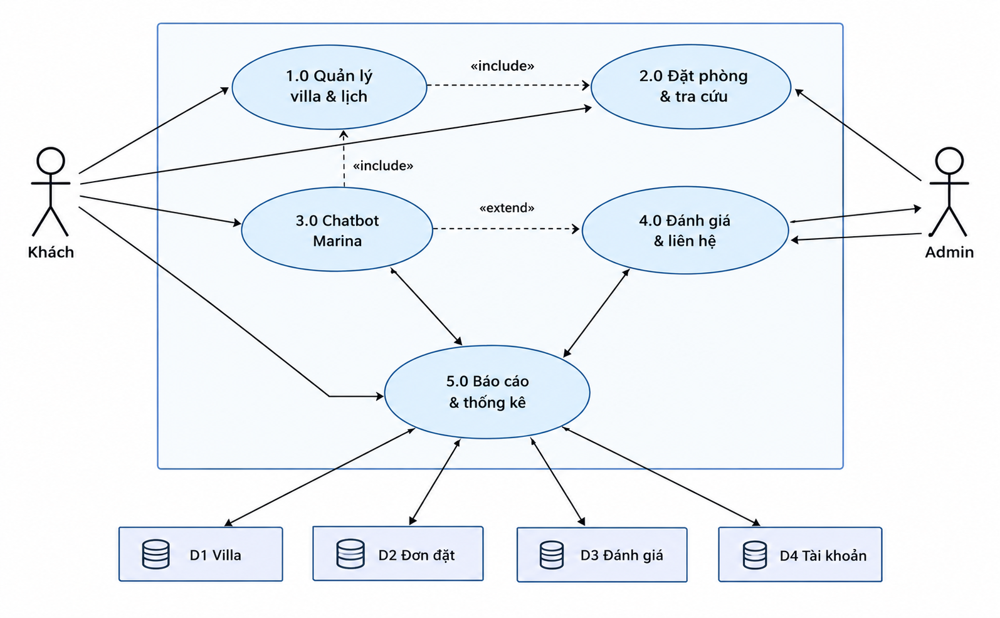 1.0 Quản lý
villa & lịch
«include»
2.0 Đặt phòng
& tra cứu
«include»
Khách
Admin
3.0 Chatbot
Marina
«extend»
4.0 Đánh giá
& liên hệ
5.0 Báo cáo
& thống kê
D1 Villa
D2 Đơn đặt
D3 Đánh giá
D4 Tài khoản